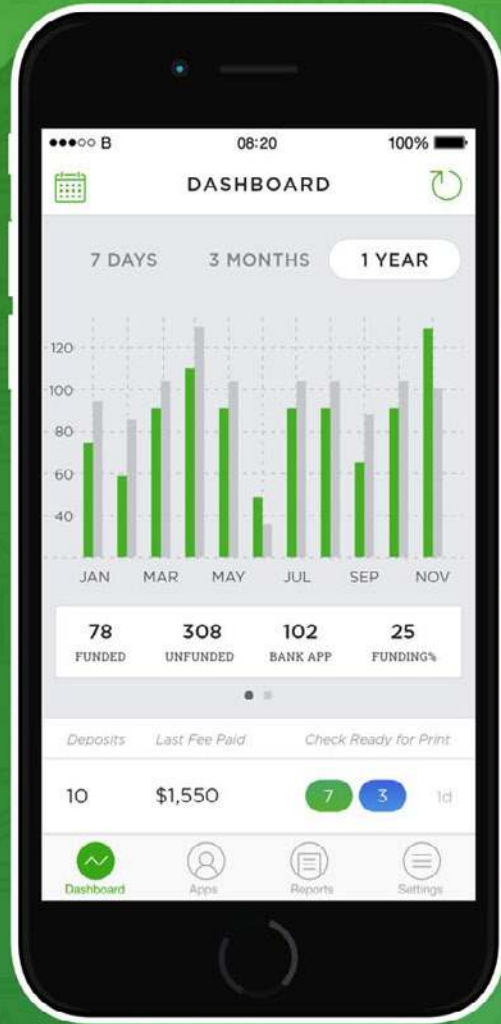 B 08:20 100%
DASHBOARD
7 DAYS 3 MONTHS 1 YEAR
120
100
80
60
40
JAN MAR MAY JUL SEP NOV
78 308 102 25
FUNDED UNFUNDED BANK APP FUNDING%
Deposits Last Fee Paid Check Ready for Print
10 $1,550 7 3 1d
Dashboard Apps Reports Settings